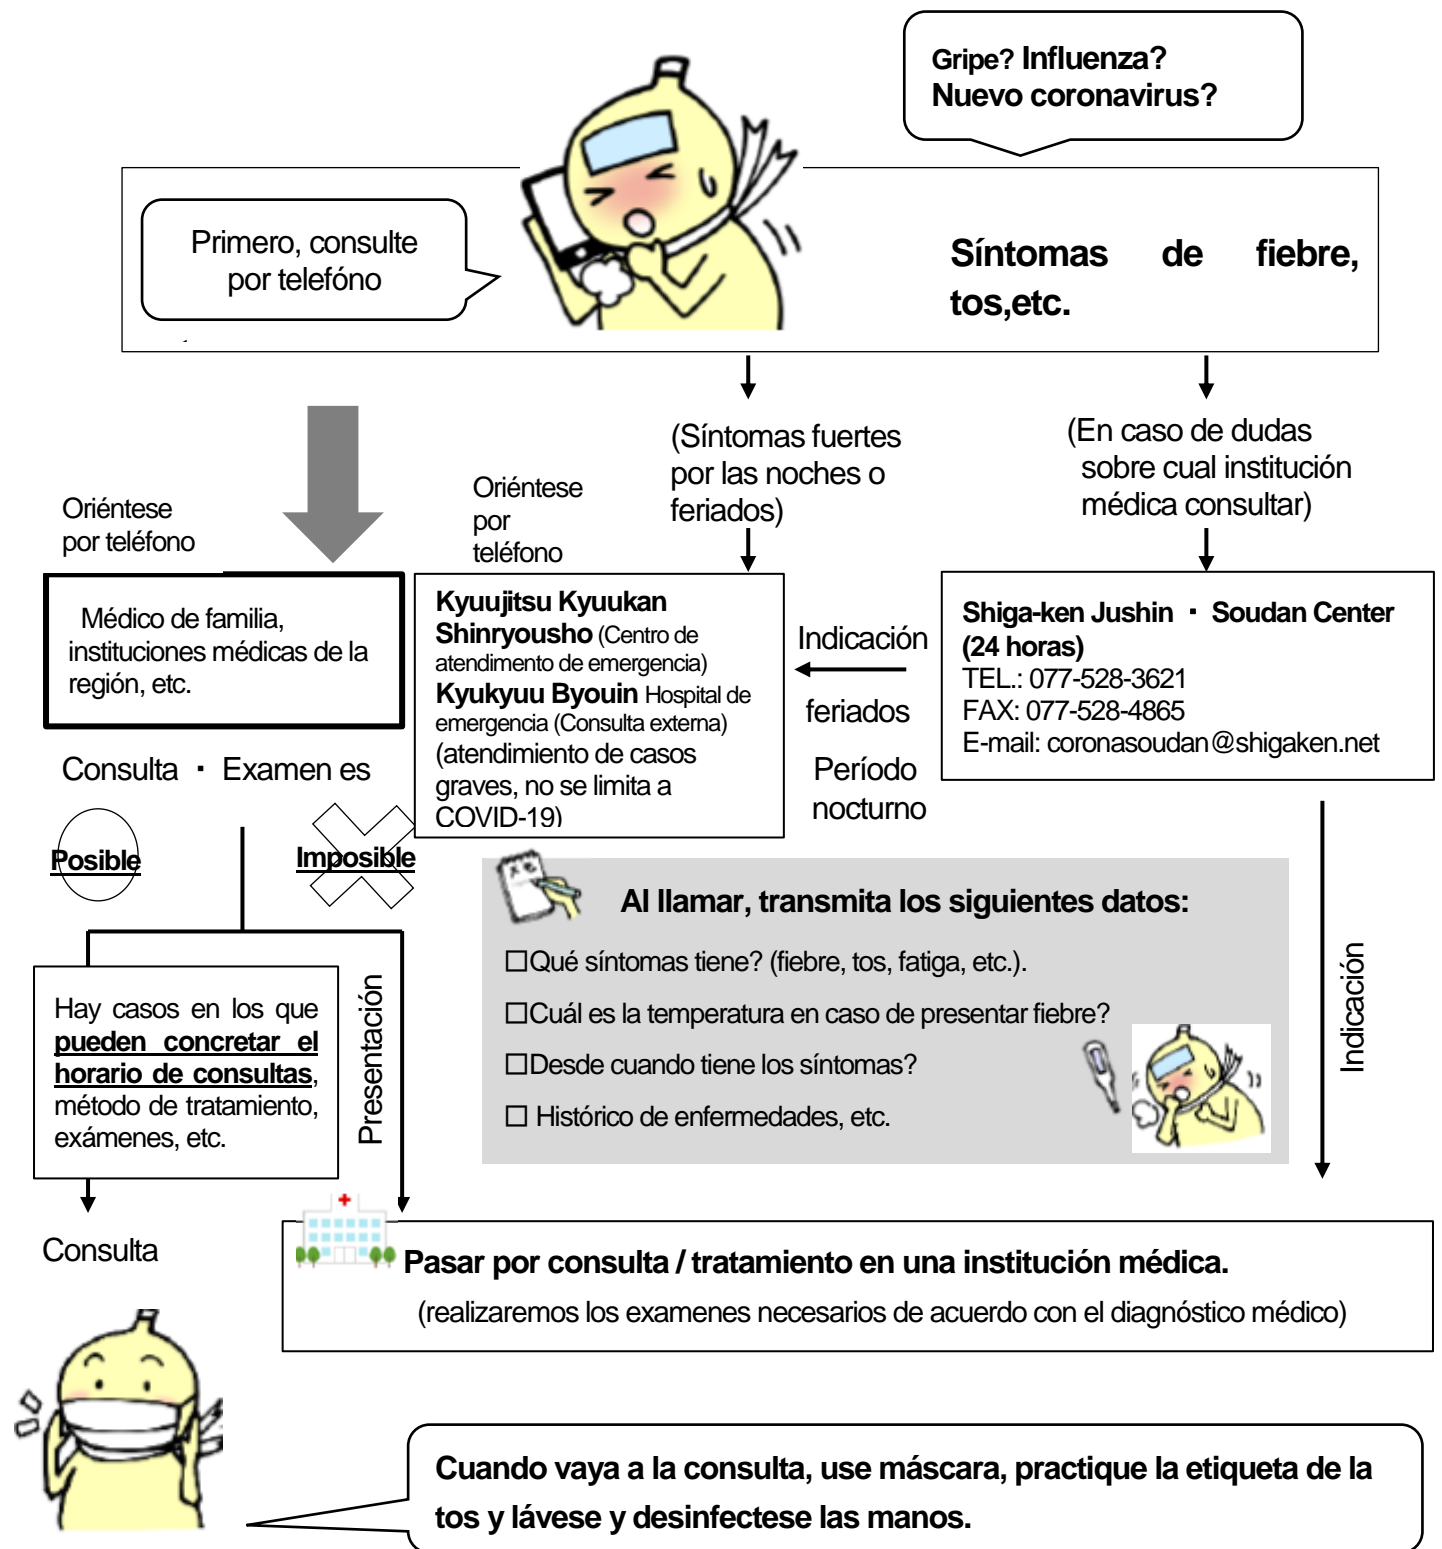 Gripe? Influenza?
Nuevo coronavirus?
Primero, consulte
por telefóno
Síntomas de fiebre,
tos,etc.
(Síntomas fuertes
por las noches o
feriados)
(En caso de dudas
sobre cual institución
médica consultar)
Oriéntese
por teléfono
Oriéntese
por
teléfono
Médico de familia,
instituciones médicas de la
región, etc.
Kyuujitsu Kyuukan
Shinryousho (Centro de
atendimento de emergencia)
Kyukyuu Byouin Hospital de
emergencia (Consulta externa)
(atendimiento de casos
graves, no se limita a
COVID-19)
Indicación
feriados
Período
nocturno
Shiga-ken Jushin ・ Soudan Center
(24 horas)
TEL.: 077-528-3621
FAX: 077-528-4865
E-mail: coronasoudan@shigaken.net
Consulta ・ Examen es
Posible
Imposible
Al llamar, transmita los siguientes datos:
□Qué síntomas tiene? (fiebre, tos, fatiga, etc.).
□Cuál es la temperatura en caso de presentar fiebre?
□Desde cuando tiene los síntomas?
□ Histórico de enfermedades, etc.
Indicación
Hay casos en los que
pueden concretar el
horario de consultas,
método de tratamiento,
exámenes, etc.
Presentación
Consulta
Pasar por consulta / tratamiento en una institución médica.
(realizaremos los examenes necesarios de acuerdo con el diagnóstico médico)
Cuando vaya a la consulta, use máscara, practique la etiqueta de la
tos y lávese y desinfectese las manos.